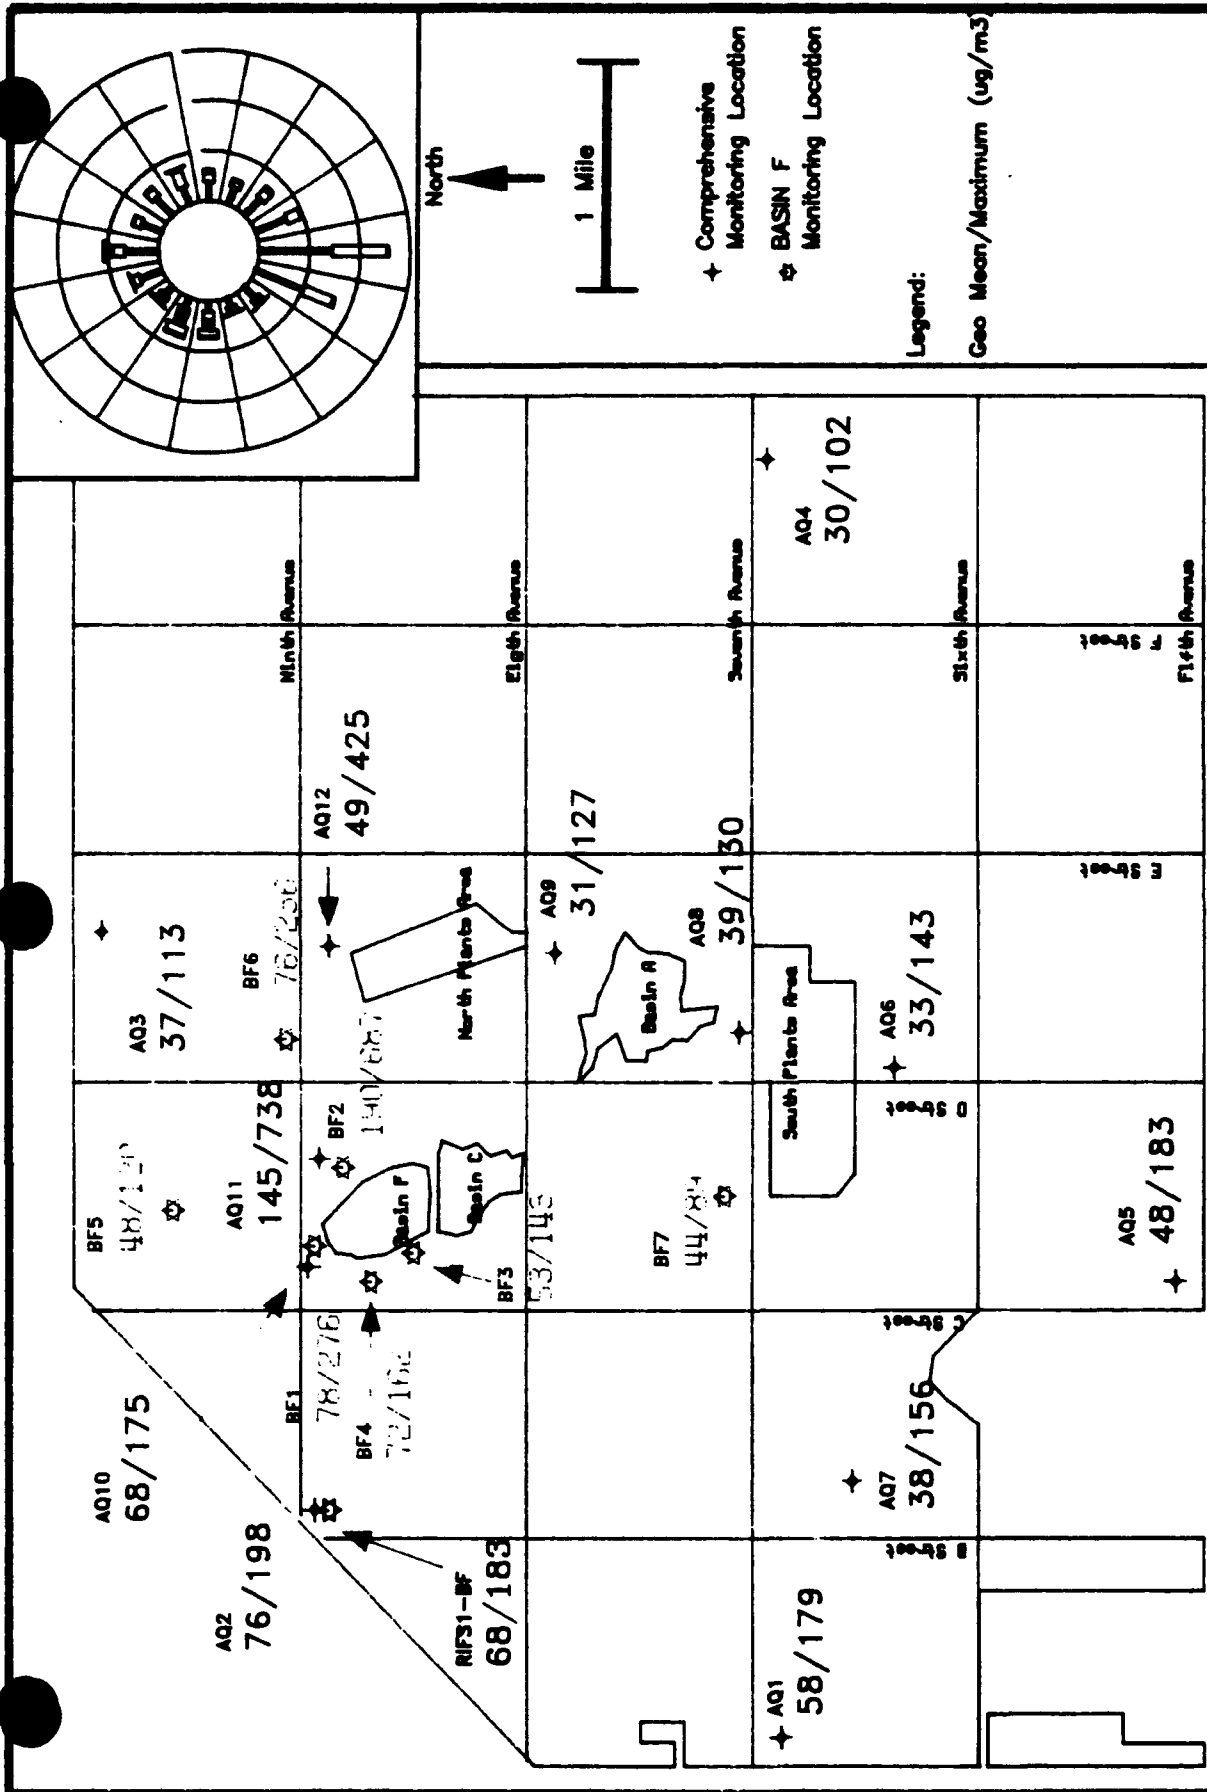 North
1 Mile
Comprehensive
Monitoring Location
BASIN F
Monitoring Location
Legend:
Geo Mean/Maximum (ug/m3)
AQ10
68/175
AQ2
76/198
RIFS1-BF
68/183
BF1
78/276
BF4
BF5
AQ11
145/738
BF2
BF3
Basin F
Basin C
AQ3
37/113
BF6
AQ12
49/425
North Plants Area
Ninth Avenue
Eigth Avenue
AQ9
31/127
Basin A
AQ8
39/130
BF7
South Plants Area
Seventh Avenue
AQ4
30/102
AQ6
33/143
AQ1
58/179
AQ7
38/156
AQ5
48/183
B Street
C Street
D Street
E Street
F Street
Sixth Avenue
Fifth Avenue